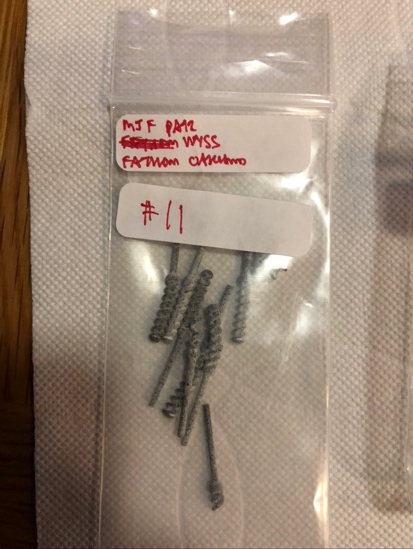 MJF PA12
WYSS
FATHOM OAKLAND
#11